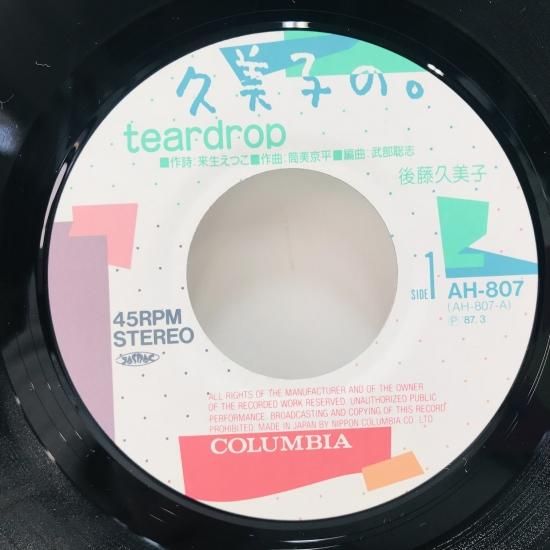 久美子の。
teardrop
■作詩:来生えつこ■作曲:筒美京平■編曲:武部聡志
後藤久美子
SIDE 1
AH-807
(AH-807-A)
Ⓟ '87.3
45RPM
STEREO
JASRAC
ALL RIGHTS OF THE MANUFACTURER AND OF THE OWNER
OF THE RECORDED WORK RESERVED. UNAUTHORIZED PUBLIC
PERFORMANCE. BROADCASTING AND COPYING OF THIS RECORD
PROHIBITED. MADE IN JAPAN BY NIPPON COLUMBIA CO. LTD
COLUMBIA